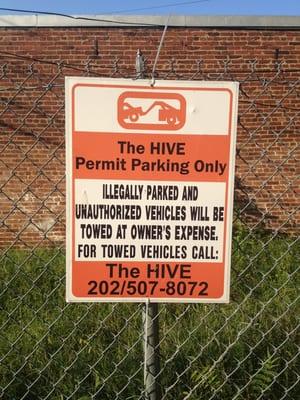 The HIVE
Permit Parking Only
ILLEGALLY PARKED AND
UNAUTHORIZED VEHICLES WILL BE
TOWED AT OWNER'S EXPENSE.
FOR TOWED VEHICLES CALL:
The HIVE
202/507-8072